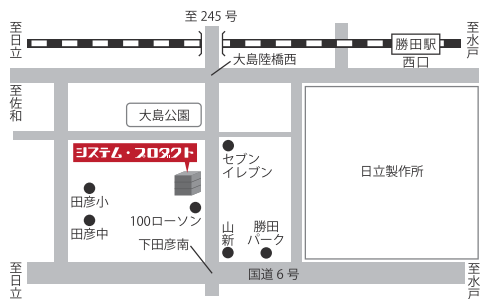 至245号
至日立
勝田駅
至水戸
西口
大島陸橋西
至佐和
大島公園
システム・プロダクト
セブン
イレブン
日立製作所
田彦小
100ローソン
田彦中
下田彦南
山新
勝田
パーク
至日立
国道6号
至水戸